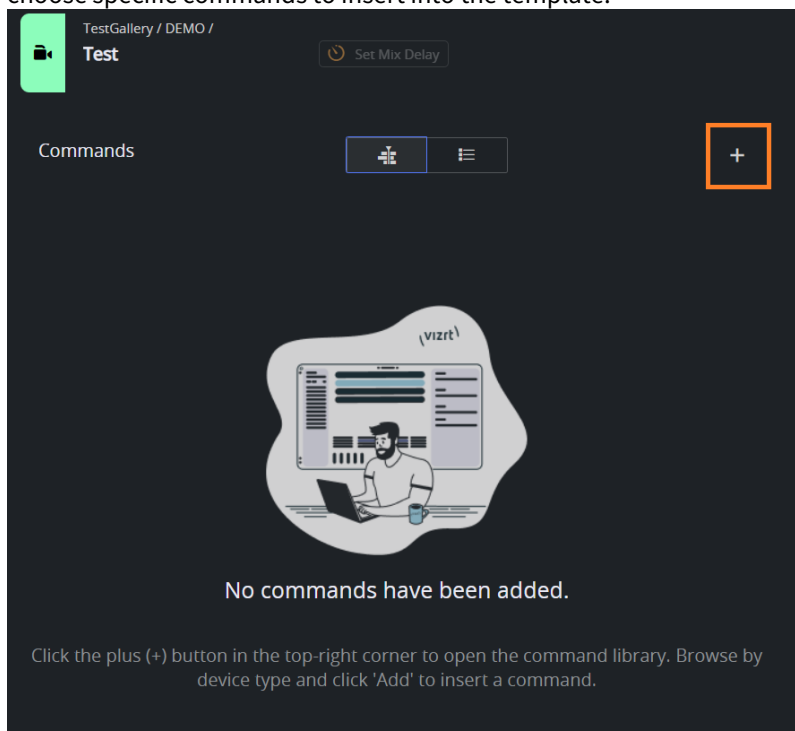 choose specific commands to insert into the template.
TestGallery / DEMO /
Test
Set Mix Delay
Commands
+
vizrt
No commands have been added.
Click the plus (+) button in the top-right corner to open the command library. Browse by
device type and click 'Add' to insert a command.